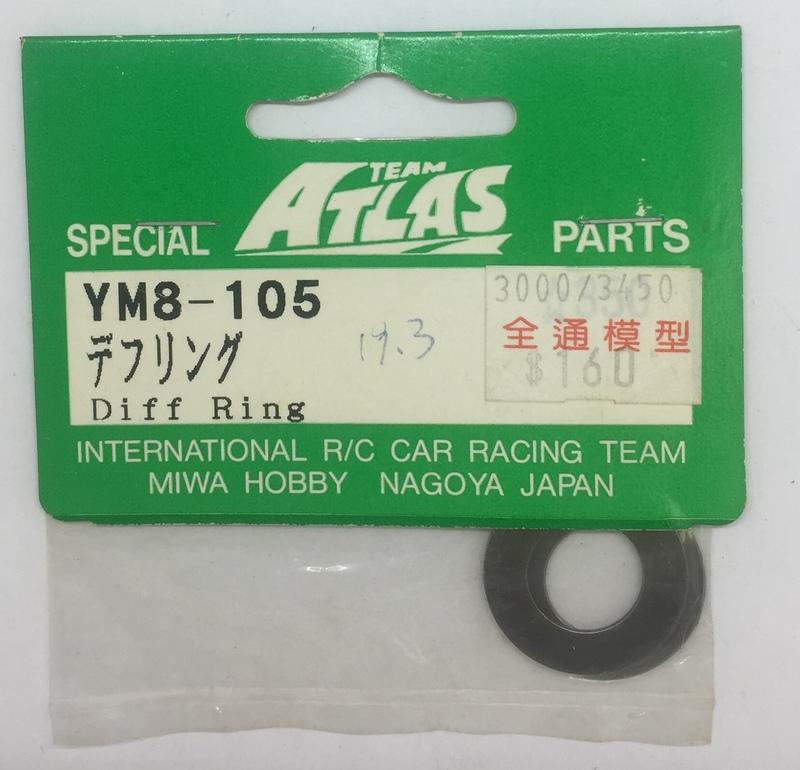 TEAM
ATLAS
SPECIAL PARTS
YM8-105
デフリング
Diff Ring
19.3
3000/3450
全通模型
$160
INTERNATIONAL R/C CAR RACING TEAM
MIWA HOBBY NAGOYA JAPAN